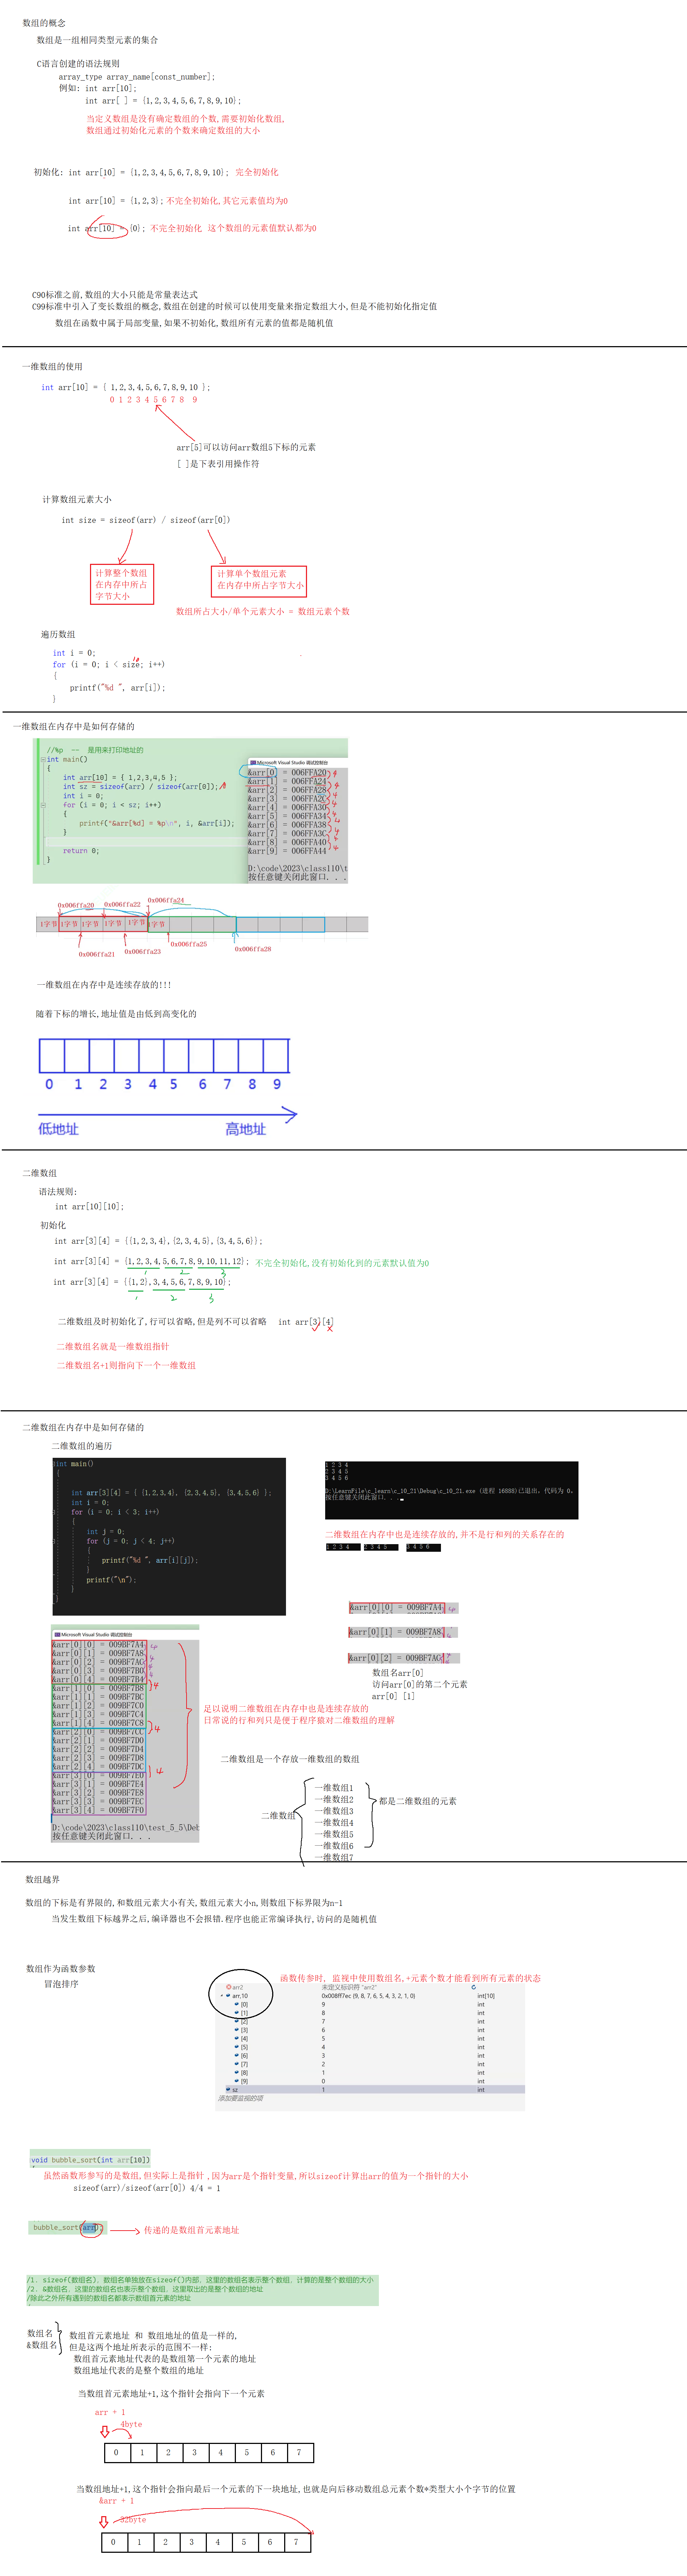 数组的概念
数组是一组相同类型元素的集合
C语言创建的语法规则
array_type array_name[const_number];
例如: int arr[10];
int arr[ ] = {1,2,3,4,5,6,7,8,9,10};
当定义数组是没有确定数组的个数,需要初始化数组,
数组通过初始化元素的个数来确定数组的大小
初始化: int arr[10] = {1,2,3,4,5,6,7,8,9,10}; 完全初始化
int arr[10] = {1,2,3}; 不完全初始化,其它元素值均为0
int arr[10] = {0}; 不完全初始化 这个数组的元素值默认都为0
C90标准之前,数组的大小只能是常量表达式
C99标准中引入了变长数组的概念,数组在创建的时候可以使用变量来指定数组大小,但是不能初始化指定值
数组在函数中属于局部变量,如果不初始化,数组所有元素的值都是随机值
一维数组的使用
int arr[10] = { 1,2,3,4,5,6,7,8,9,10 };
0 1 2 3 4 5 6 7 8 9
arr[5]可以访问arr数组5下标的元素
[ ]是下表引用操作符
计算数组元素大小
int size = sizeof(arr) / sizeof(arr[0])
计算整个数组
在内存中所占
字节大小
计算单个数组元素
在内存中所占字节大小
数组所占大小/单个元素大小 = 数组元素个数
遍历数组
10
int i = 0;
for (i = 0; i < size; i++)
{
printf("%d ", arr[i]);
}
一维数组在内存中是如何存储的
//%p -- 是用来打印地址的
int main()
{
int arr[10] = { 1,2,3,4,5 };
int sz = sizeof(arr) / sizeof(arr[0]);
int i = 0;
for (i = 0; i < sz; i++)
{
printf("&arr[%d] = %p\n", i, &arr[i]);
}
return 0;
}
Microsoft Visual Studio 调试控制台
&arr[0] = 006FFA20
&arr[1] = 006FFA24
&arr[2] = 006FFA28
&arr[3] = 006FFA2C
&arr[4] = 006FFA30
&arr[5] = 006FFA34
&arr[6] = 006FFA38
&arr[7] = 006FFA3C
&arr[8] = 006FFA40
&arr[9] = 006FFA44
D:\code\2023\class110\t
按任意键关闭此窗口. . .
0x006ffa20 0x006ffa22 0x006ffa24
1字节 1字节 1字节 1字节 1字节 1字节
0x006ffa21 0x006ffa23 0x006ffa25 0x006ffa28
一维数组在内存中是连续存放的!!!
随着下标的增长,地址值是由低到高变化的
0 1 2 3 4 5 6 7 8 9
低地址 高地址
二维数组
语法规则:
int arr[10][10];
初始化
int arr[3][4] = {{1,2,3,4},{2,3,4,5},{3,4,5,6}};
int arr[3][4] = {1,2,3,4,5,6,7,8,9,10,11,12}; 不完全初始化,没有初始化到的元素默认值为0
1 2 3
int arr[3][4] = {{1,2},3,4,5,6,7,8,9,10};
1 2 3
二维数组及时初始化了,行可以省略,但是列不可以省略 int arr[3][4]
二维数组名就是一维数组指针
二维数组名+1则指向下一个一维数组
二维数组在内存中是如何存储的
二维数组的遍历
int main()
{
int arr[3][4] = { {1,2,3,4}, {2,3,4,5}, {3,4,5,6} };
int i = 0;
for (i = 0; i < 3; i++)
{
int j = 0;
for (j = 0; j < 4; j++)
{
printf("%d ", arr[i][j]);
}
printf("\n");
}
}
1 2 3 4
2 3 4 5
3 4 5 6
D:\LearnFile\c_learn\c_10_21\Debug\c_10_21.exe (进程 16888)已退出，代码为 0。
按任意键关闭此窗口. . .
二维数组在内存中也是连续存放的,并不是行和列的关系存在的
1 2 3 4 2 3 4 5 3 4 5 6
&arr[0][0] = 009BF7A4
&arr[0][1] = 009BF7A8
&arr[0][2] = 009BF7AC
数组名arr[0]
访问arr[0]的第二个元素
arr[0] [1]
Microsoft Visual Studio 调试控制台
&arr[0][0] = 009BF7A4
&arr[0][1] = 009BF7A8
&arr[0][2] = 009BF7AC
&arr[0][3] = 009BF7B0
&arr[0][4] = 009BF7B4
&arr[1][0] = 009BF7B8
&arr[1][1] = 009BF7BC
&arr[1][2] = 009BF7C0
&arr[1][3] = 009BF7C4
&arr[1][4] = 009BF7C8
&arr[2][0] = 009BF7CC
&arr[2][1] = 009BF7D0
&arr[2][2] = 009BF7D4
&arr[2][3] = 009BF7D8
&arr[2][4] = 009BF7DC
&arr[3][0] = 009BF7E0
&arr[3][1] = 009BF7E4
&arr[3][2] = 009BF7E8
&arr[3][3] = 009BF7EC
&arr[3][4] = 009BF7F0
D:\code\2023\class110\test_5_5\Deb
按任意键关闭此窗口. . .
足以说明二维数组在内存中也是连续存放的
日常说的行和列只是便于程序猿对二维数组的理解
二维数组是一个存放一维数组的数组
二维数组
一维数组1
一维数组2
一维数组3
一维数组4
一维数组5
一维数组6
一维数组7
都是二维数组的元素
数组越界
数组的下标是有界限的,和数组元素大小有关,数组元素大小n,则数组下标界限为n-1
当发生数组下标越界之后,编译器也不会报错.程序也能正常编译执行,访问的是随机值
数组作为函数参数
冒泡排序
函数传参时, 监视中使用数组名,+元素个数才能看到所有元素的状态
arr2 未定义标识符 "arr2"
arr,10 0x008ff7ec {9, 8, 7, 6, 5, 4, 3, 2, 1, 0} int[10]
[0] 9 int
[1] 8 int
[2] 7 int
[3] 6 int
[4] 5 int
[5] 4 int
[6] 3 int
[7] 2 int
[8] 1 int
[9] 0 int
sz 1 int
添加要监视的项
void bubble_sort(int arr[10])
虽然函数形参写的是数组,但实际上是指针 ,因为arr是个指针变量,所以sizeof计算出arr的值为一个指针的大小
sizeof(arr)/sizeof(arr[0]) 4/4 = 1
bubble_sort(arr); 传递的是数组首元素地址
/1. sizeof(数组名)，数组名单独放在sizeof()内部，这里的数组名表示整个数组，计算的是整个数组的大小
/2. &数组名，这里的数组名也表示整个数组，这里取出的是整个数组的地址
/除此之外所有遇到的数组名都表示数组首元素的地址
数组名
&数组名
数组首元素地址 和 数组地址的值是一样的,
但是这两个地址所表示的范围不一样:
数组首元素地址代表的是数组第一个元素的地址
数组地址代表的是整个数组的地址
当数组首元素地址+1,这个指针会指向下一个元素
arr + 1
4byte
0 1 2 3 4 5 6 7
当数组地址+1,这个指针会指向最后一个元素的下一块地址,也就是向后移动数组总元素个数*类型大小个字节的位置
&arr + 1
32byte
0 1 2 3 4 5 6 7